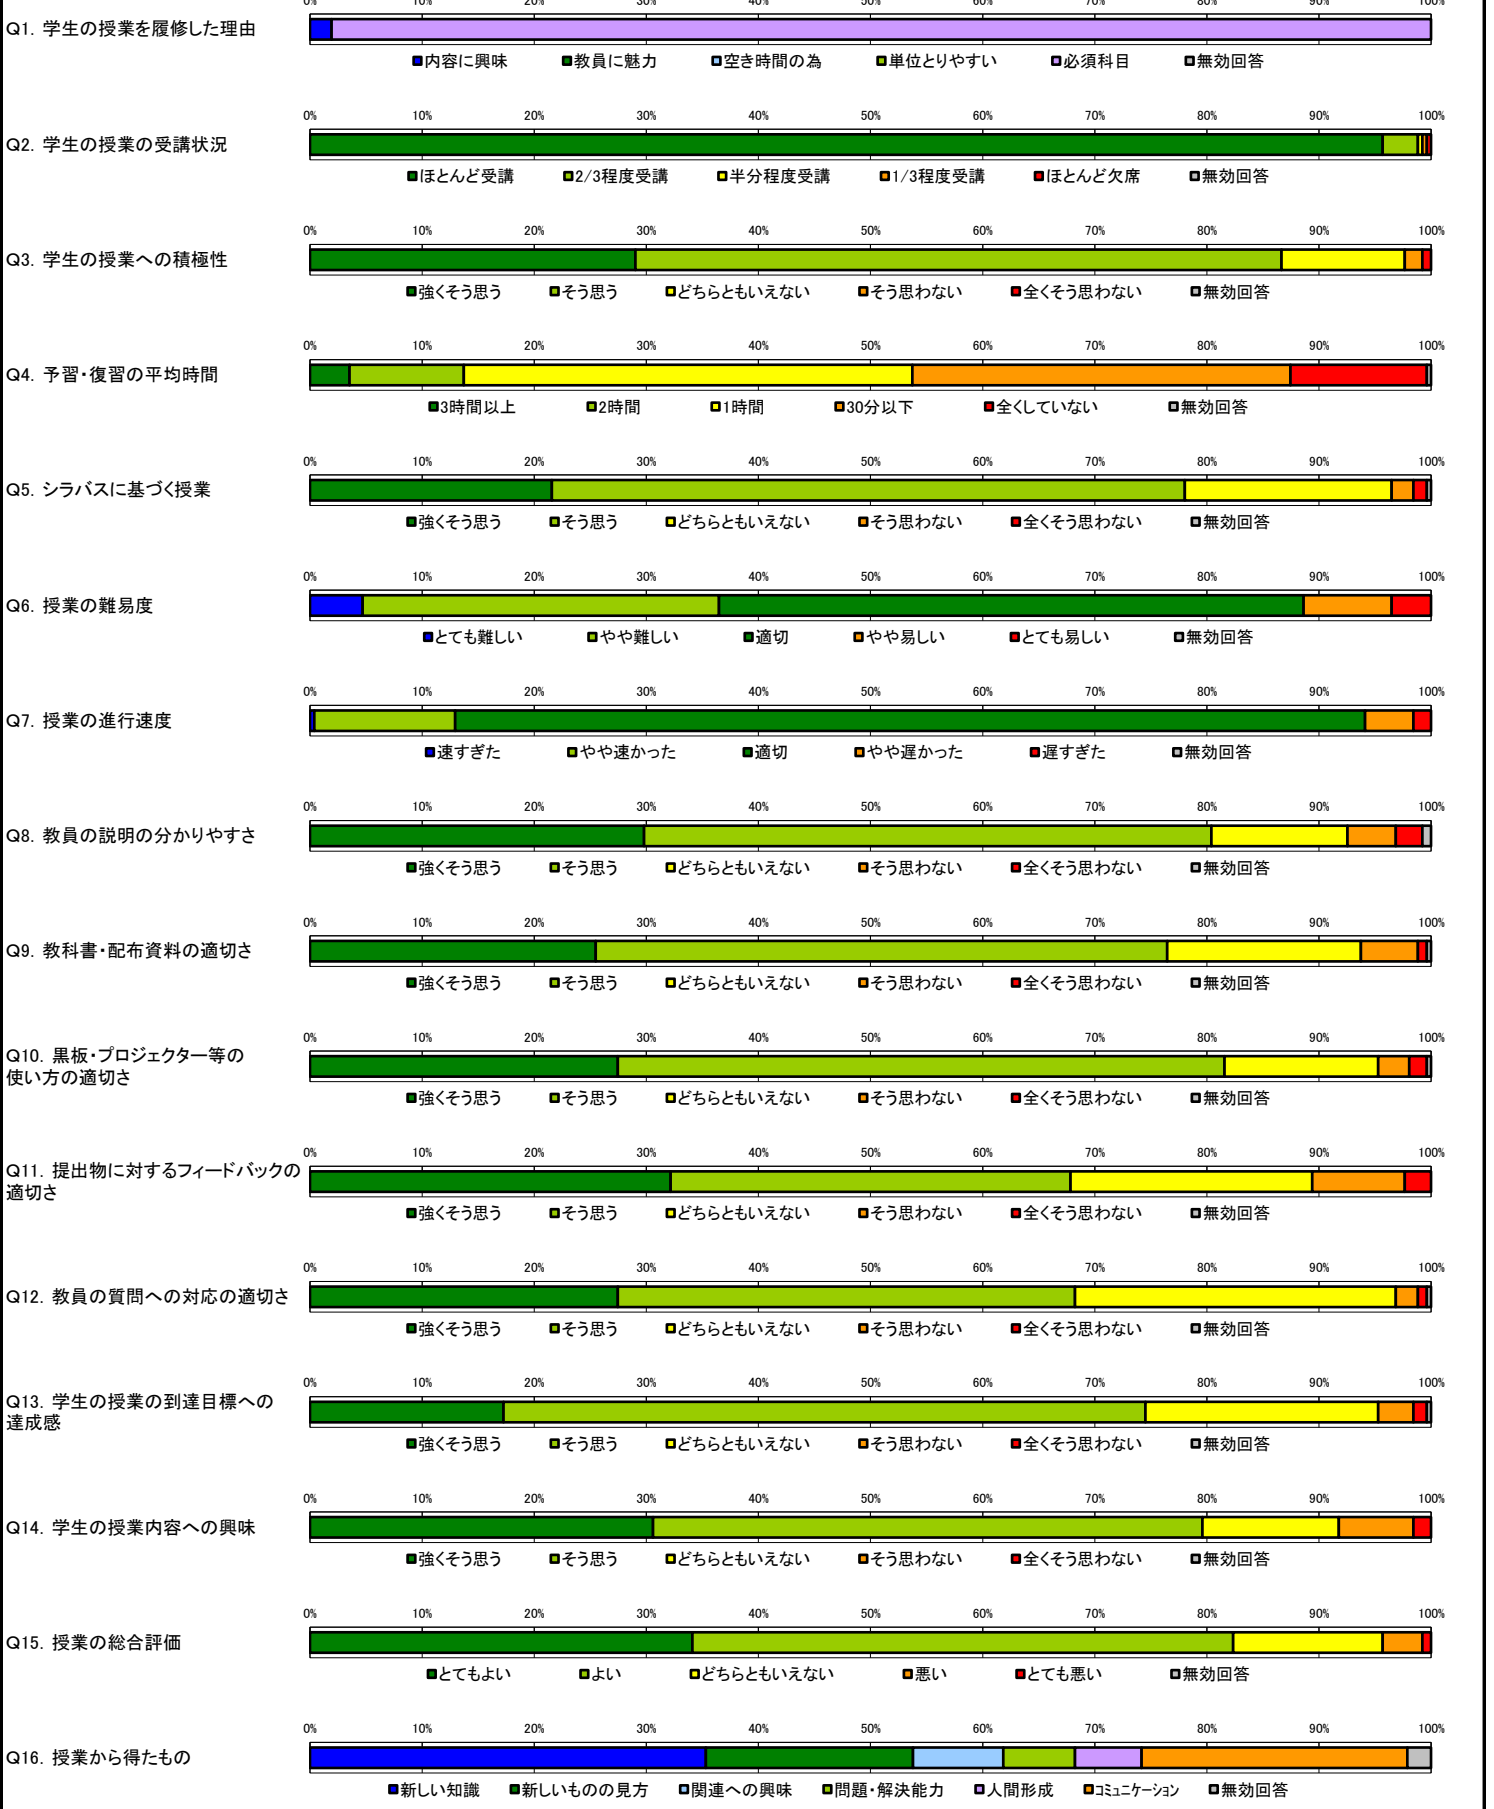 0% 10% 20% 30% 40% 50% 60% 70% 80% 90% 100%
Q1. 学生の授業を履修した理由
内容に興味 教員に魅力 空き時間の為 単位とりやすい 必須科目 無効回答
0% 10% 20% 30% 40% 50% 60% 70% 80% 90% 100%
Q2. 学生の授業の受講状況
ほとんど受講 2/3程度受講 半分程度受講 1/3程度受講 ほとんど欠席 無効回答
0% 10% 20% 30% 40% 50% 60% 70% 80% 90% 100%
Q3. 学生の授業への積極性
強くそう思う そう思う どちらともいえない そう思わない 全くそう思わない 無効回答
0% 10% 20% 30% 40% 50% 60% 70% 80% 90% 100%
Q4. 予習・復習の平均時間
3時間以上 2時間 1時間 30分以下 全くしていない 無効回答
0% 10% 20% 30% 40% 50% 60% 70% 80% 90% 100%
Q5. シラバスに基づく授業
強くそう思う そう思う どちらともいえない そう思わない 全くそう思わない 無効回答
0% 10% 20% 30% 40% 50% 60% 70% 80% 90% 100%
Q6. 授業の難易度
とても難しい やや難しい 適切 やや易しい とても易しい 無効回答
0% 10% 20% 30% 40% 50% 60% 70% 80% 90% 100%
Q7. 授業の進行速度
速すぎた やや速かった 適切 やや遅かった 遅すぎた 無効回答
0% 10% 20% 30% 40% 50% 60% 70% 80% 90% 100%
Q8. 教員の説明の分かりやすさ
強くそう思う そう思う どちらともいえない そう思わない 全くそう思わない 無効回答
0% 10% 20% 30% 40% 50% 60% 70% 80% 90% 100%
Q9. 教科書・配布資料の適切さ
強くそう思う そう思う どちらともいえない そう思わない 全くそう思わない 無効回答
0% 10% 20% 30% 40% 50% 60% 70% 80% 90% 100%
Q10. 黒板・プロジェクター等の
使い方の適切さ
強くそう思う そう思う どちらともいえない そう思わない 全くそう思わない 無効回答
0% 10% 20% 30% 40% 50% 60% 70% 80% 90% 100%
Q11. 提出物に対するフィードバックの
適切さ
強くそう思う そう思う どちらともいえない そう思わない 全くそう思わない 無効回答
0% 10% 20% 30% 40% 50% 60% 70% 80% 90% 100%
Q12. 教員の質問への対応の適切さ
強くそう思う そう思う どちらともいえない そう思わない 全くそう思わない 無効回答
0% 10% 20% 30% 40% 50% 60% 70% 80% 90% 100%
Q13. 学生の授業の到達目標への
達成感
強くそう思う そう思う どちらともいえない そう思わない 全くそう思わない 無効回答
0% 10% 20% 30% 40% 50% 60% 70% 80% 90% 100%
Q14. 学生の授業内容への興味
強くそう思う そう思う どちらともいえない そう思わない 全くそう思わない 無効回答
0% 10% 20% 30% 40% 50% 60% 70% 80% 90% 100%
Q15. 授業の総合評価
とてもよい よい どちらともいえない 悪い とても悪い 無効回答
0% 10% 20% 30% 40% 50% 60% 70% 80% 90% 100%
Q16. 授業から得たもの
新しい知識 新しいものの見方 関連への興味 問題・解決能力 人間形成 ｺﾐｭﾆｹｰｼｮﾝ 無効回答